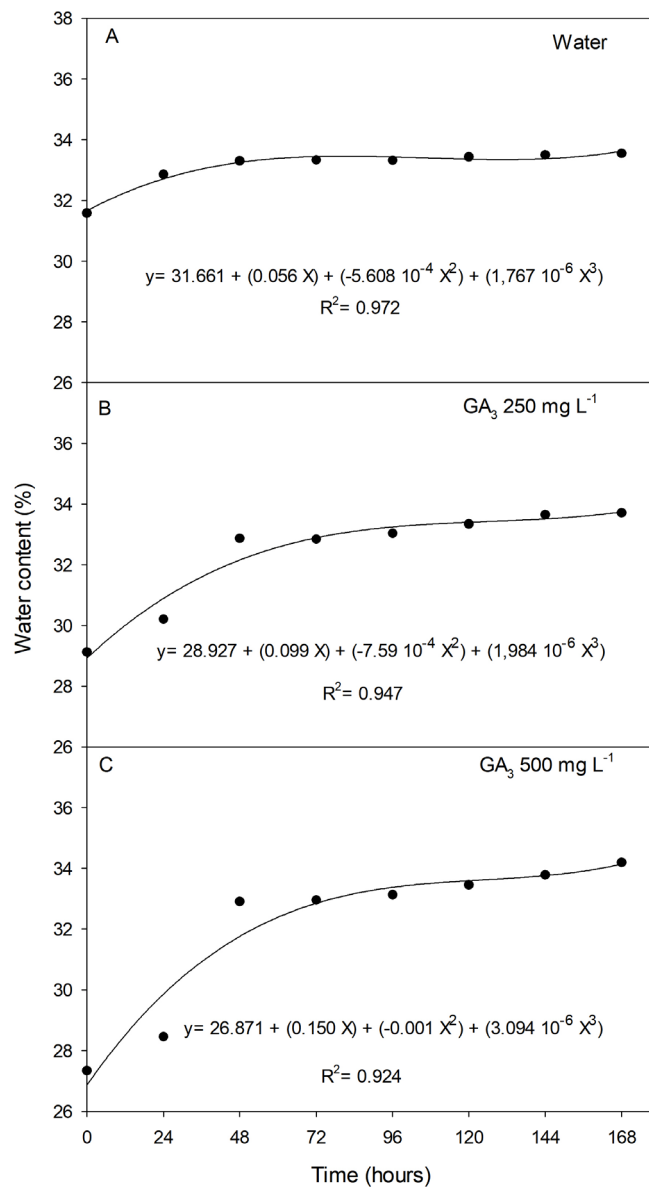 38
A
Water
36
34
32
30
y= 31.661 + (0.056 X) + (-5.608 10⁻⁴ X²) + (1,767 10⁻⁶ X³)
R²= 0.972
28
26
B
GA₃ 250 mg L⁻¹
36
34
32
30
y= 28.927 + (0.099 X) + (-7.59 10⁻⁴ X²) + (1,984 10⁻⁶ X³)
R²= 0.947
28
26
C
GA₃ 500 mg L⁻¹
36
34
32
30
y= 26.871 + (0.150 X) + (-0.001 X²) + (3.094 10⁻⁶ X³)
R²= 0.924
28
26
Water content (%)
0 24 48 72 96 120 144 168
Time (hours)